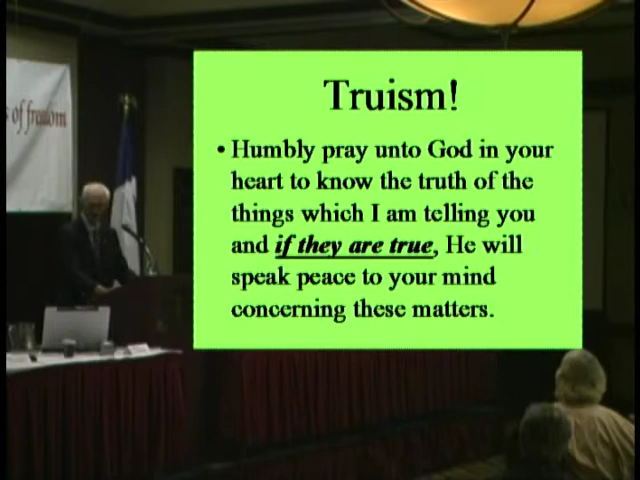 s of freedom
Truism!
• Humbly pray unto God in your
heart to know the truth of the
things which I am telling you
and if they are true, He will
speak peace to your mind
concerning these matters.